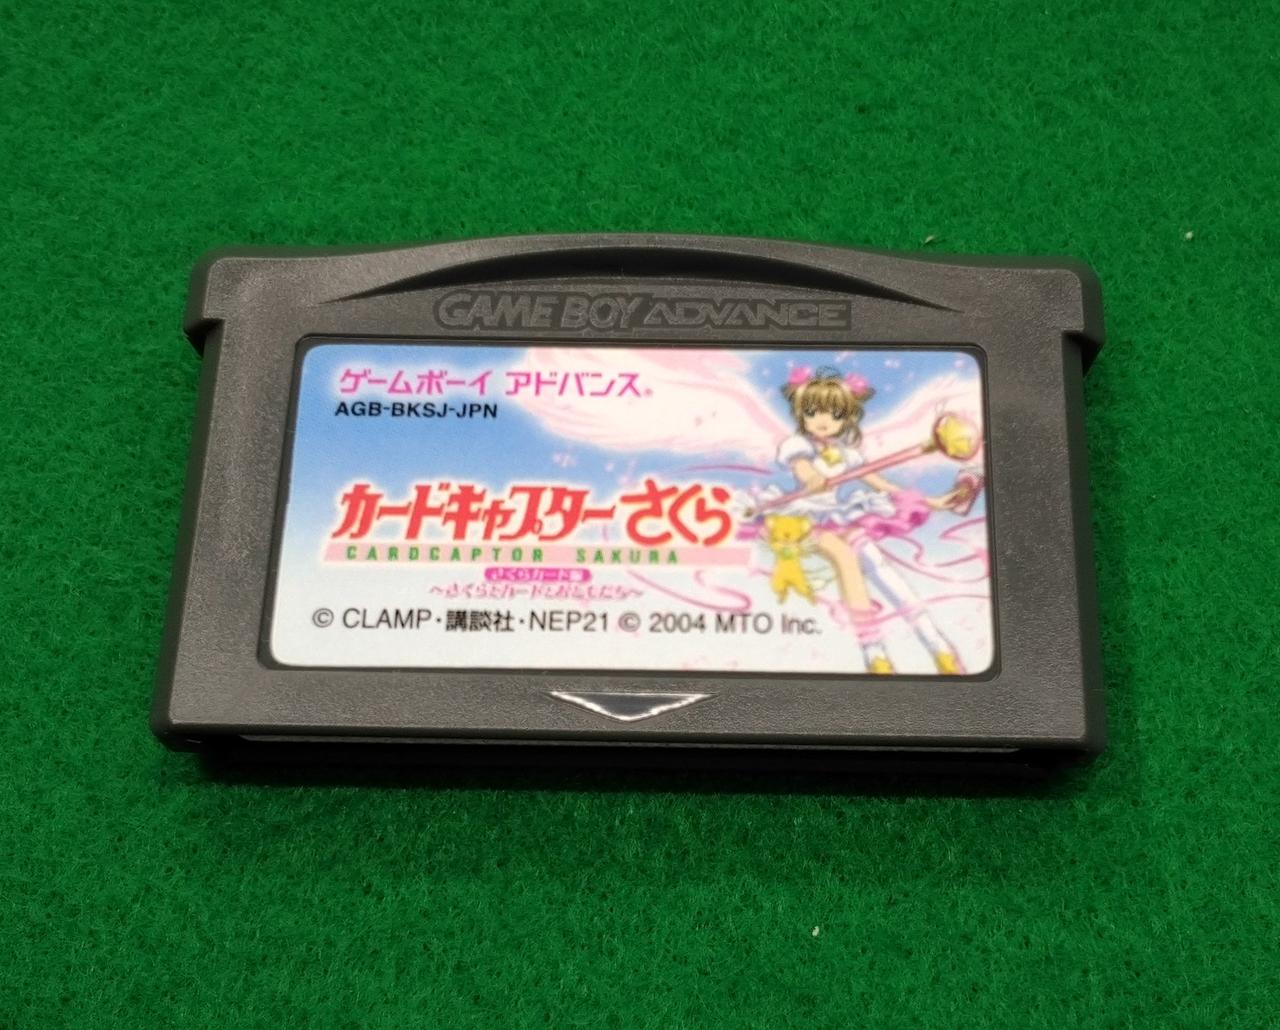 GAME BOY ADVANCE
ゲームボーイ アドバンス®
AGB-BKSJ-JPN
カードキャプターさくら
CARDCAPTOR SAKURA
さくらカード編
〜さくらとカードとおともだち〜
© CLAMP・講談社・NEP21 © 2004 MTO Inc.